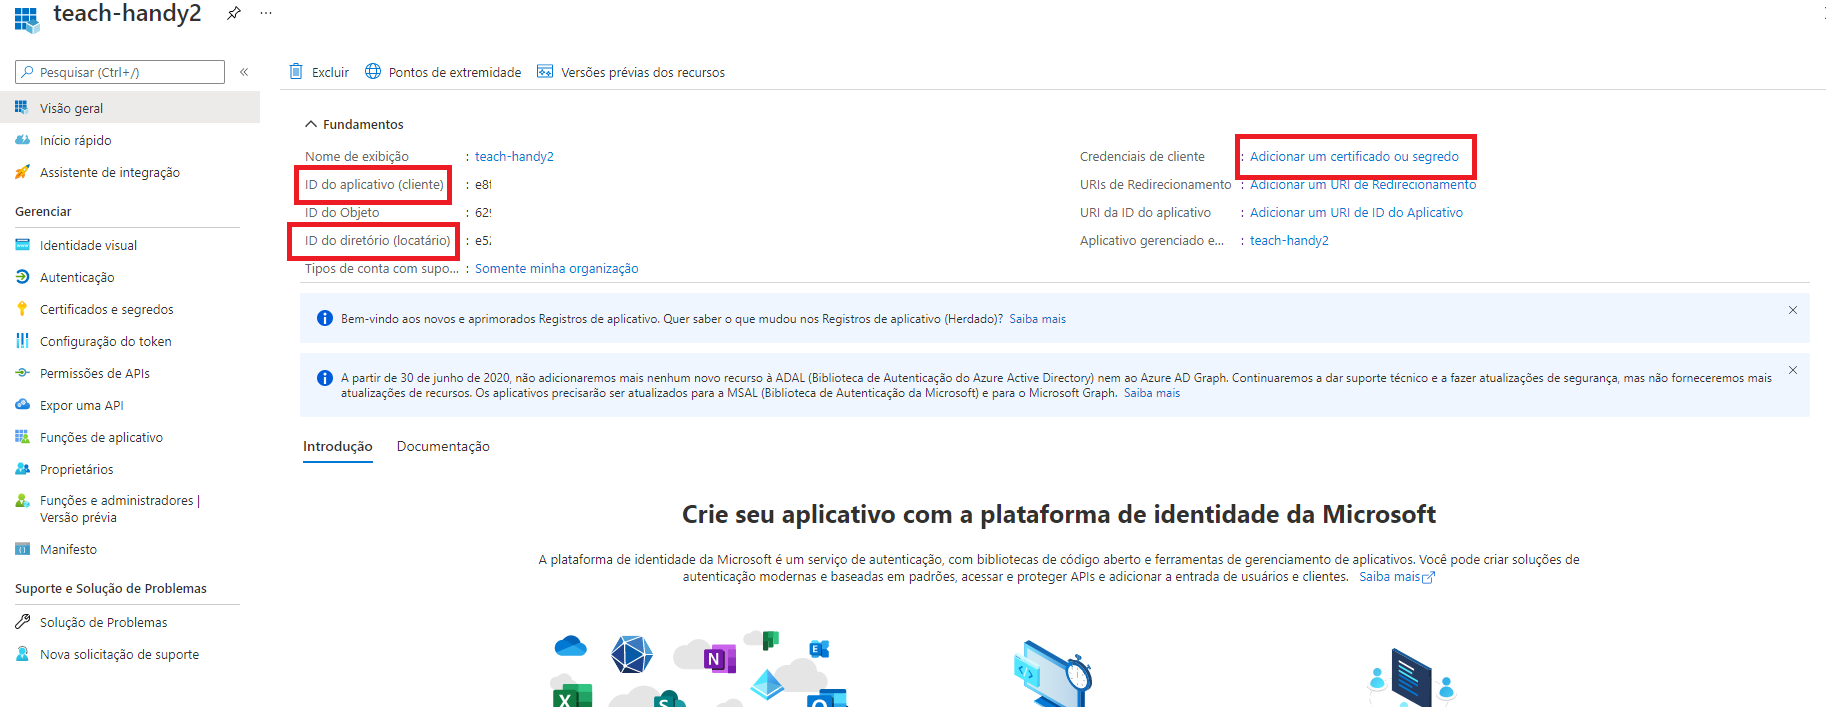 teach-handy2
Pesquisar (Ctrl+/)
«
Visão geral
Início rápido
Assistente de integração
Gerenciar
Identidade visual
Autenticação
Certificados e segredos
Configuração do token
Permissões de APIs
Expor uma API
Funções de aplicativo
Proprietários
Funções e administradores |
Versão prévia
Manifesto
Suporte e Solução de Problemas
Solução de Problemas
Nova solicitação de suporte
Excluir
Pontos de extremidade
Versões prévias dos recursos
Fundamentos
Nome de exibição : teach-handy2
ID do aplicativo (cliente) : e8f
ID do Objeto : 629
ID do diretório (locatário) : e52
Tipos de conta com supo... : Somente minha organização
Credenciais de cliente : Adicionar um certificado ou segredo
URIs de Redirecionamento : Adicionar um URI de Redirecionamento
URI da ID do aplicativo : Adicionar um URI de ID do Aplicativo
Aplicativo gerenciado e... : teach-handy2
Bem-vindo aos novos e aprimorados Registros de aplicativo. Quer saber o que mudou nos Registros de aplicativo (Herdado)? Saiba mais
A partir de 30 de junho de 2020, não adicionaremos mais nenhum novo recurso à ADAL (Biblioteca de Autenticação do Azure Active Directory) nem ao Azure AD Graph. Continuaremos a dar suporte técnico e a fazer atualizações de segurança, mas não forneceremos mais
atualizações de recursos. Os aplicativos precisarão ser atualizados para a MSAL (Biblioteca de Autenticação da Microsoft) e para o Microsoft Graph. Saiba mais
Introdução Documentação
Crie seu aplicativo com a plataforma de identidade da Microsoft
A plataforma de identidade da Microsoft é um serviço de autenticação, com bibliotecas de código aberto e ferramentas de gerenciamento de aplicativos. Você pode criar soluções de
autenticação modernas e baseadas em padrões, acessar e proteger APIs e adicionar a entrada de usuários e clientes. Saiba mais